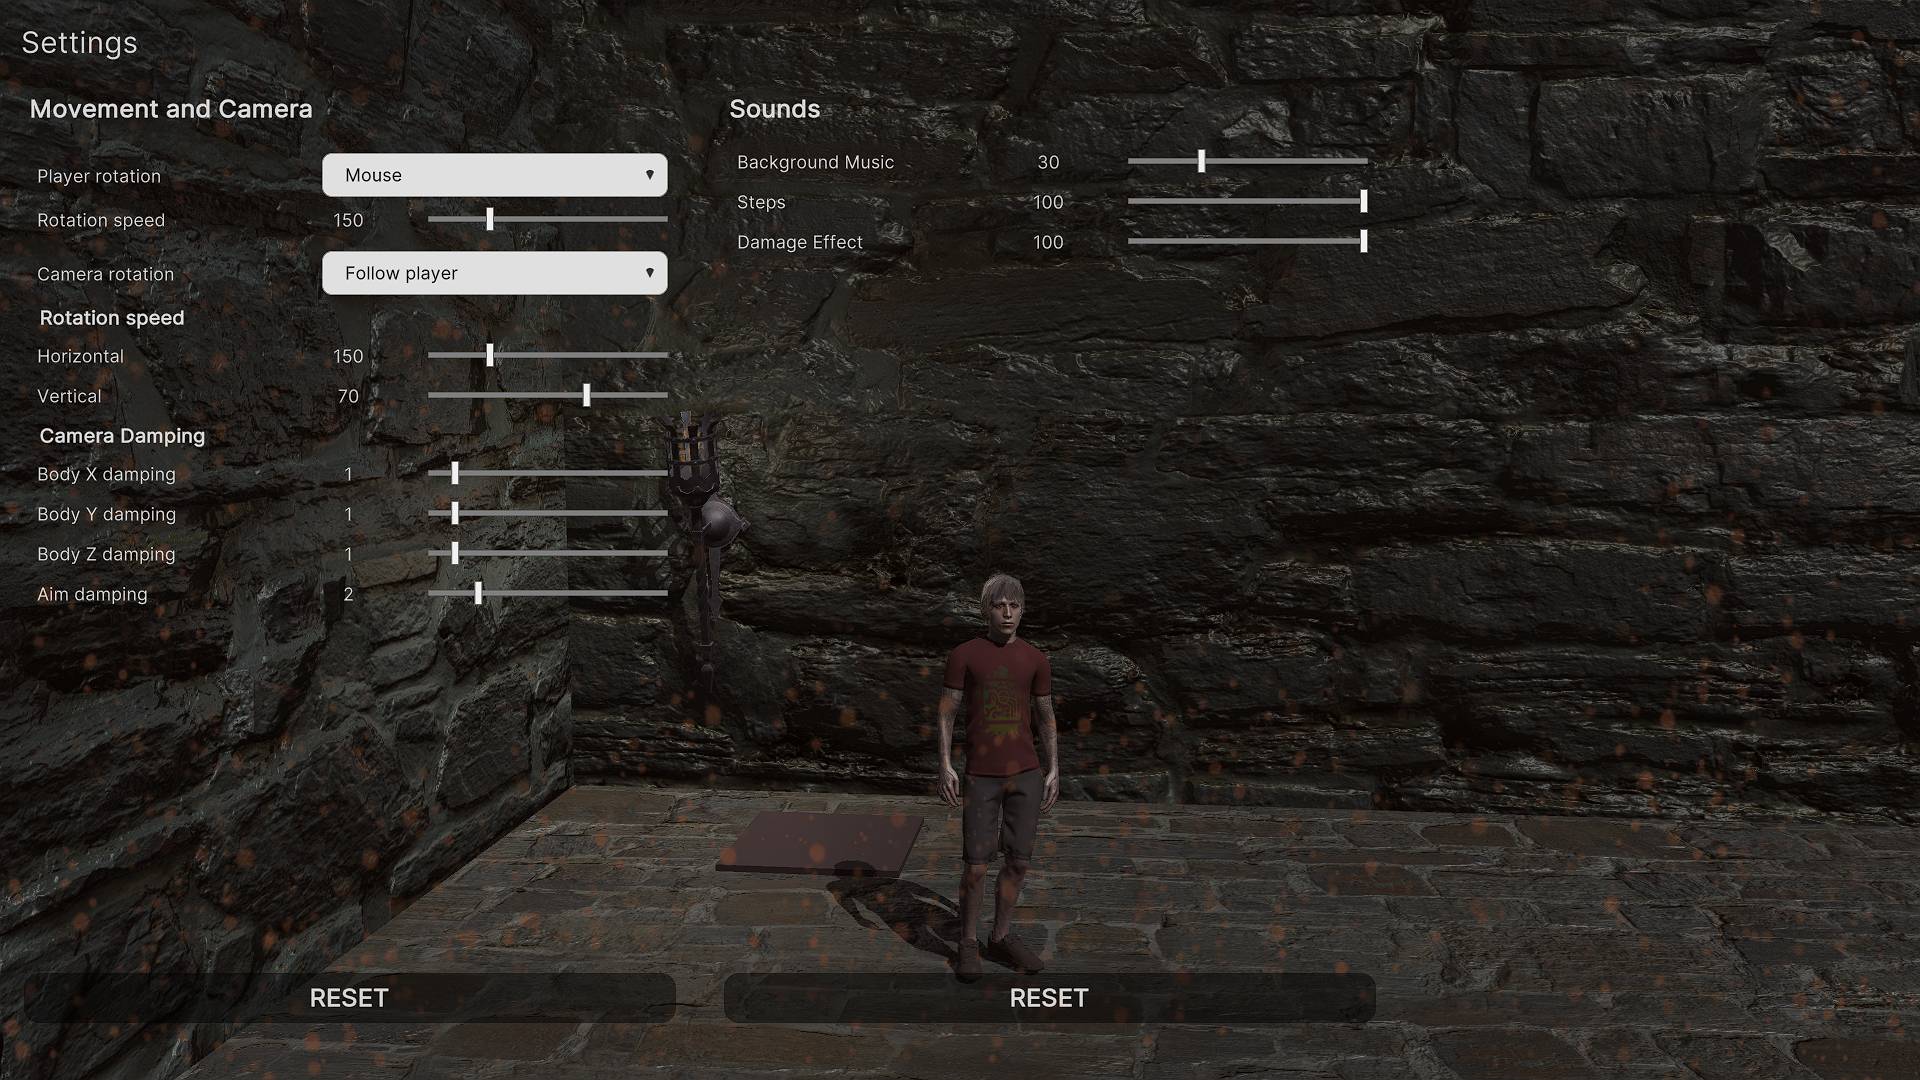 Settings
Movement and Camera
Player rotation Mouse
Rotation speed 150
Camera rotation Follow player
Rotation speed
Horizontal 150
Vertical 70
Camera Damping
Body X damping 1
Body Y damping 1
Body Z damping 1
Aim damping 2
RESET
Sounds
Background Music 30
Steps 100
Damage Effect 100
RESET